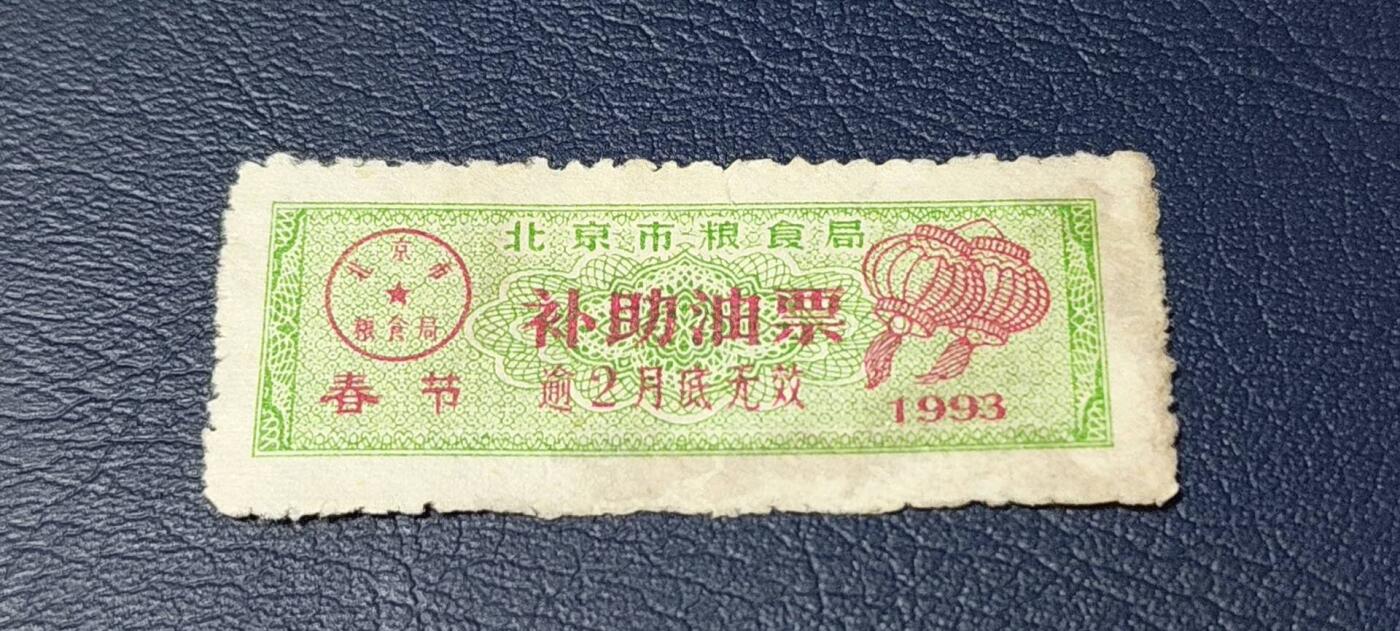 北京市粮食局
北京市
粮食局
补助油票
春节
逾2月底无效
1993